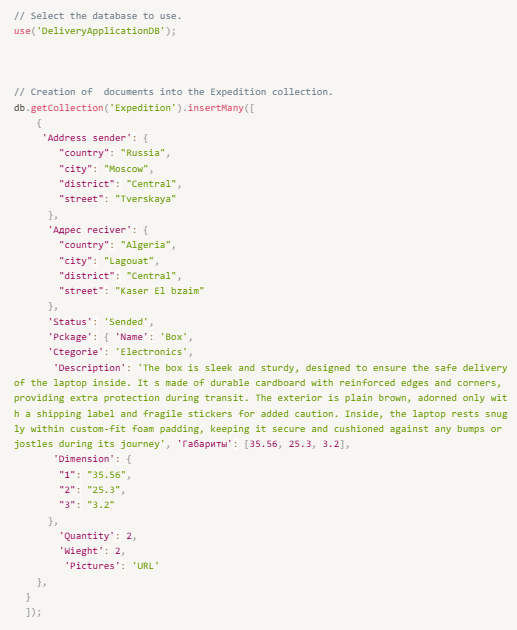 // Select the database to use.
use('DeliveryApplicationDB');
// Creation of  documents into the Expedition collection.
db.getCollection('Expedition').insertMany([
{
'Address sender': {
"country": "Russia",
"city": "Moscow",
"district": "Central",
"street": "Tverskaya"
},
'Адрес reciver': {
"country": "Algeria",
"city": "Lagouat",
"district": "Central",
"street": "Kaser El bzaim"
},
'Status': 'Sended',
'Pckage': { 'Name': 'Box',
'Ctegorie': 'Electronics',
'Description': 'The box is sleek and sturdy, designed to ensure the safe delivery
of the laptop inside. It s made of durable cardboard with reinforced edges and corners,
providing extra protection during transit. The exterior is plain brown, adorned only wit
h a shipping label and fragile stickers for added caution. Inside, the laptop rests snug
ly within custom-fit foam padding, keeping it secure and cushioned against any bumps or
jostles during its journey', 'Габариты': [35.56, 25.3, 3.2],
'Dimension': {
"1": "35.56",
"2": "25.3",
"3": "3.2"
},
'Quantity': 2,
'Wieght': 2,
'Pictures': 'URL'
},
}
]);